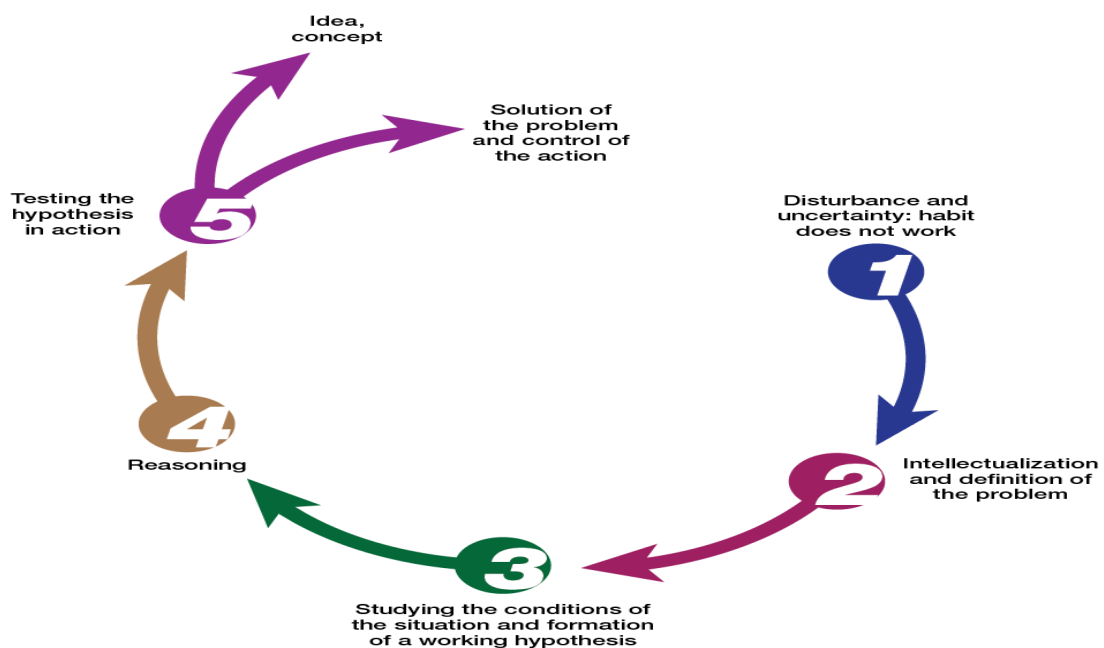 Idea,
concept
Solution of
the problem
and control of
the action
Testing the
hypothesis
in action
5
Disturbance and
uncertainty: habit
does not work
1
4
Reasoning
2
Intellectualization
and definition of
the problem
3
Studying the conditions of
the situation and formation
of a working hypothesis